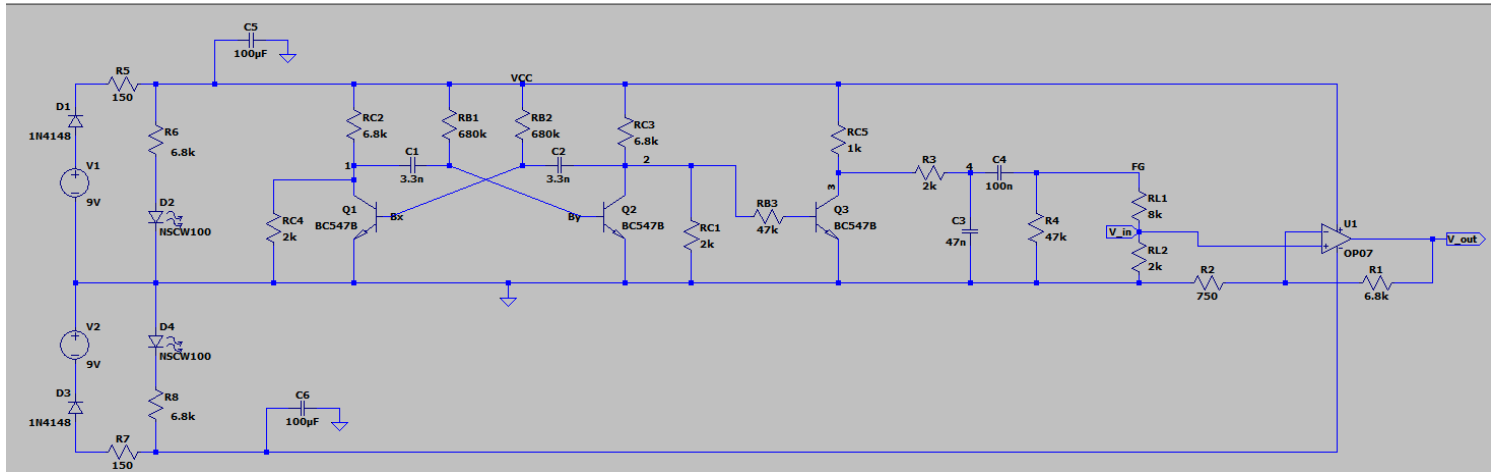 C5
100µF
R5
150
VCC
D1
1N4148
R6
6.8k
RC2
6.8k
RB1
680k
RB2
680k
RC3
6.8k
RC5
1k
V1
9V
1
C1
3.3n
C2
3.3n
2
R3
2k
4
C4
100n
FG
D2
NSCW100
RC4
2k
Q1
BC547B
Bx
By
Q2
BC547B
RC1
2k
RB3
47k
3
Q3
BC547B
C3
47n
R4
47k
RL1
8k
V_in
RL2
2k
U1
OP07
V_out
R2
750
R1
6.8k
V2
9V
D4
NSCW100
D3
1N4148
R8
6.8k
C6
100µF
R7
150